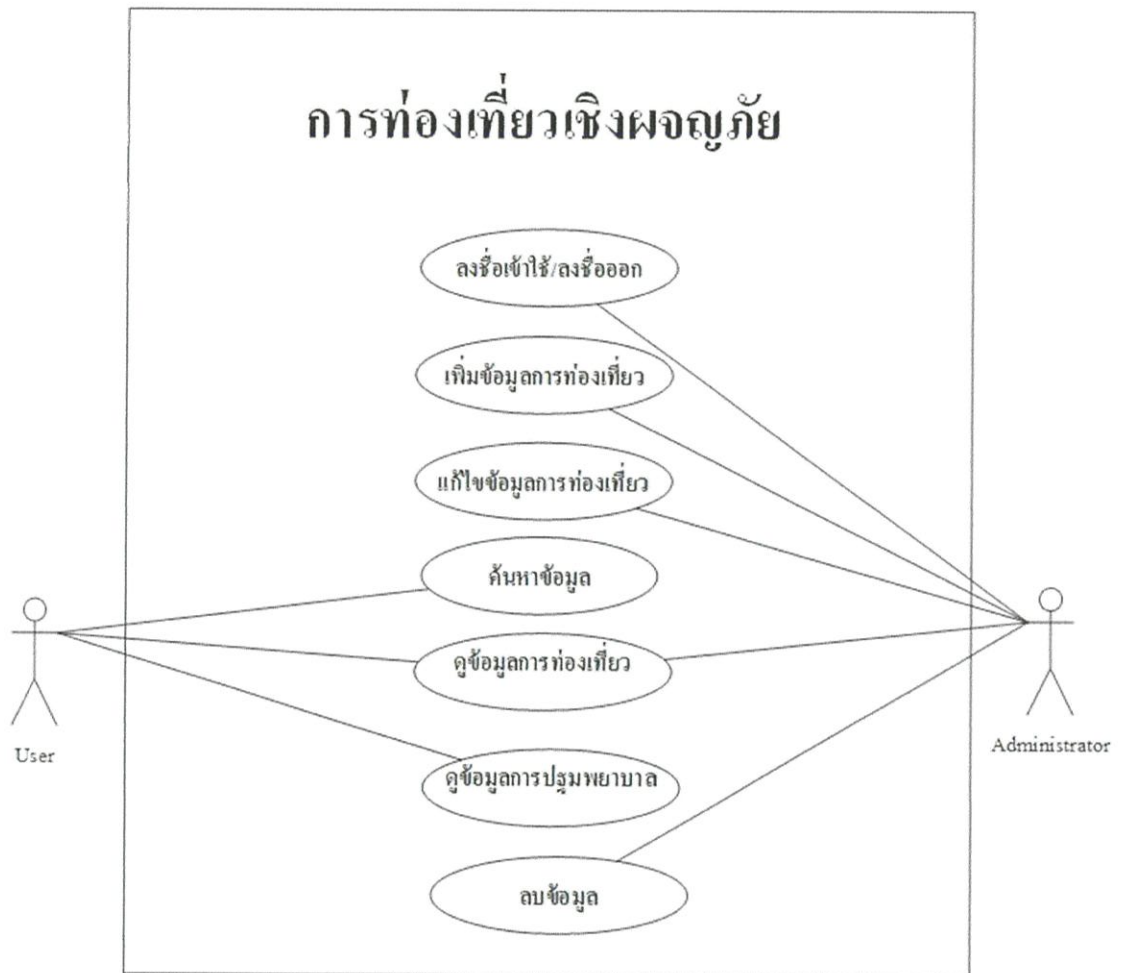 การท่องเที่ยวเชิงผจญภัย
ลงชื่อเข้าใช้/ลงชื่อออก
เพิ่มข้อมูลการท่องเที่ยว
แก้ไขข้อมูลการท่องเที่ยว
ค้นหาข้อมูล
ดูข้อมูลการท่องเที่ยว
User
Administrator
ดูข้อมูลการปฐมพยาบาล
ลบข้อมูล